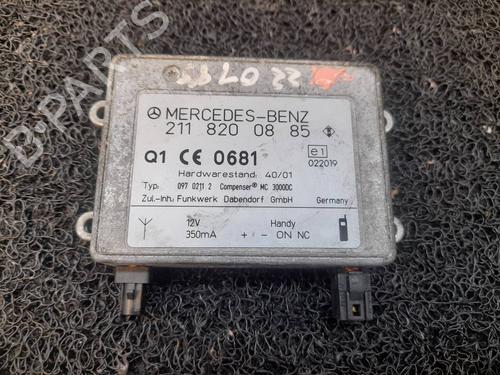 B-PARTS
MERCEDES-BENZ
211 820 08 85
Q1 CE 0681
e1
022019
Hardwarestand: 40/01
Typ: 097 0211 2 Compenser® MC 3000DC
Zul.-Inh.: Funkwerk Dabendorf GmbH Germany
12V Handy
350mA + - ON NC